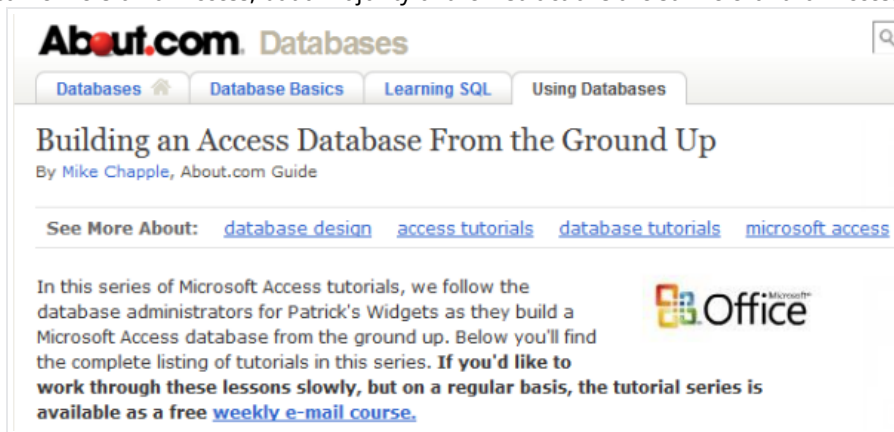 About.com Databases
Databases Database Basics Learning SQL Using Databases
Building an Access Database From the Ground Up
By Mike Chapple, About.com Guide
See More About: database design access tutorials database tutorials microsoft access
In this series of Microsoft Access tutorials, we follow the
database administrators for Patrick's Widgets as they build a
Microsoft Access database from the ground up. Below you'll find
the complete listing of tutorials in this series. If you'd like to
work through these lessons slowly, but on a regular basis, the tutorial series is
available as a free weekly e-mail course.
Microsoft
Office